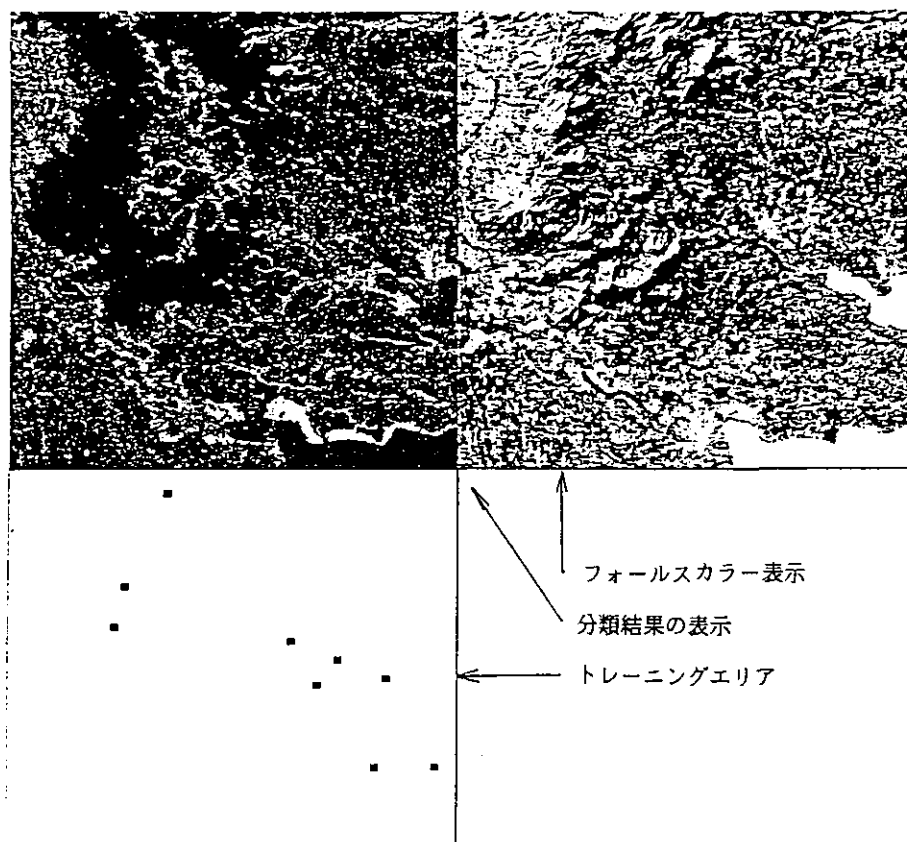 フォールスカラー表示
分類結果の表示
トレーニングエリア